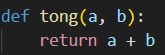 def tong(a, b):
    return a + b